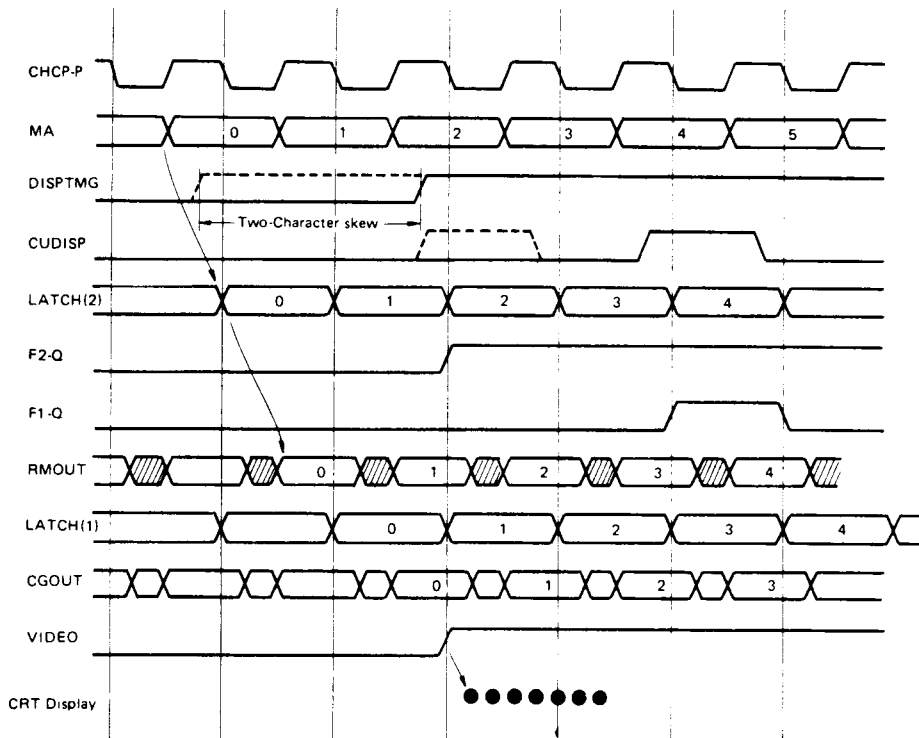 CHCP-P
MA 0 1 2 3 4 5
DISPTMG
Two-Character skew
CUDISP
LATCH(2) 0 1 2 3 4
F2-Q
F1-Q
RMOUT 0 1 2 3 4
LATCH(1) 0 1 2 3 4
CGOUT 0 1 2 3
VIDEO
CRT Display